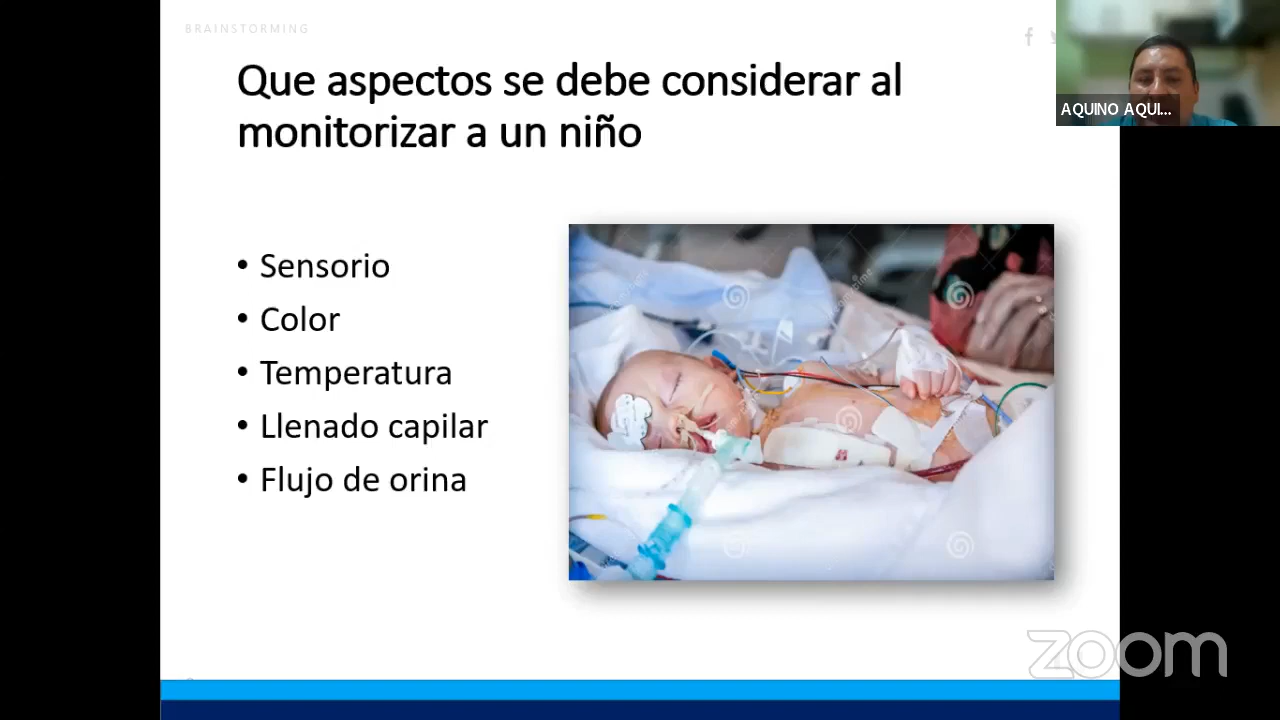 BRAINSTORMING
Que aspectos se debe considerar al
monitorizar a un niño
AQUINO AQUI...
• Sensorio
• Color
• Temperatura
• Llenado capilar
• Flujo de orina
zoom